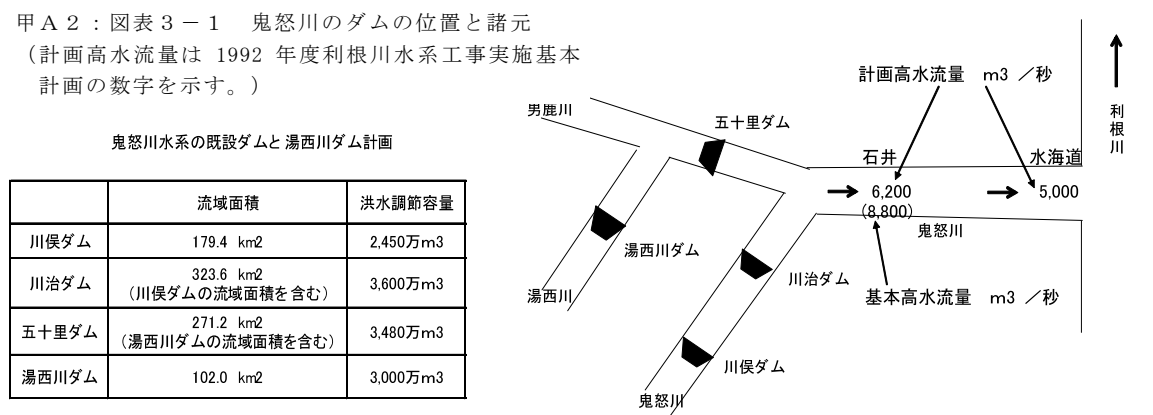 甲Ａ２：図表３－１　鬼怒川のダムの位置と諸元
（計画高水流量は 1992 年度利根川水系工事実施基本
計画の数字を示す。）
鬼怒川水系の既設ダムと湯西川ダム計画
流域面積 洪水調節容量
川俣ダム 179.4 km2 2,450万m3
川治ダム 323.6 km2 3,600万m3
（川俣ダムの流域面積を含む）
五十里ダム 271.2 km2 3,480万m3
（湯西川ダムの流域面積を含む）
湯西川ダム 102.0 km2 3,000万m3
計画高水流量 m3 ／秒
男鹿川
五十里ダム
利根川
石井
水海道
6,200
5,000
(8,800)
鬼怒川
湯西川ダム
川治ダム
湯西川
基本高水流量 m3 ／秒
川俣ダム
鬼怒川